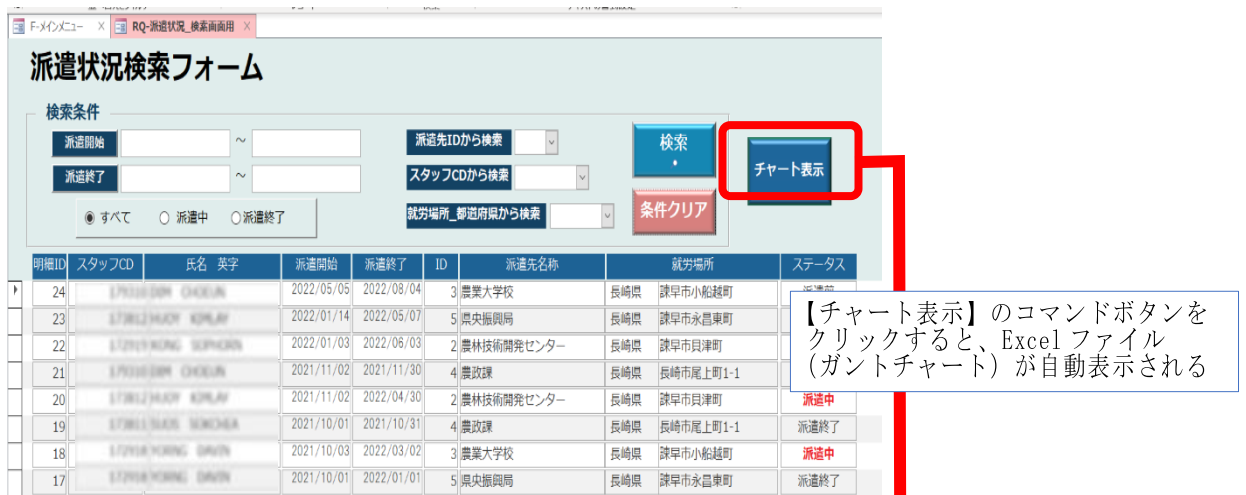 F-メインメニュー × RQ-派遣状況_検索画面用 ×
派遣状況検索フォーム
検索条件
派遣開始 ～ 派遣先IDから検索 検索 チャート表示
派遣終了 ～ スタッフCDから検索
すべて 派遣中 派遣終了 就労場所_都道府県から検索 条件クリア
明細ID スタッフCD 氏名 英字 派遣開始 派遣終了 ID 派遣先名称 就労場所 ステータス
24 2022/05/05 2022/08/04 3 農業大学校 長崎県 諫早市小船越町
23 2022/01/14 2022/05/07 5 県央振興局 長崎県 諫早市永昌東町
22 2022/01/03 2022/06/03 2 農林技術開発センター 長崎県 諫早市貝津町
21 2021/11/02 2021/11/30 4 農政課 長崎県 長崎市尾上町1-1
20 2021/11/02 2022/04/30 2 農林技術開発センター 長崎県 諫早市貝津町 派遣中
19 2021/10/01 2021/10/31 4 農政課 長崎県 長崎市尾上町1-1 派遣終了
18 2021/10/03 2022/03/02 3 農業大学校 長崎県 諫早市小船越町 派遣中
17 2021/10/01 2022/01/01 5 県央振興局 長崎県 諫早市永昌東町 派遣終了
【チャート表示】のコマンドボタンを
クリックすると、Excelファイル
（ガントチャート）が自動表示される